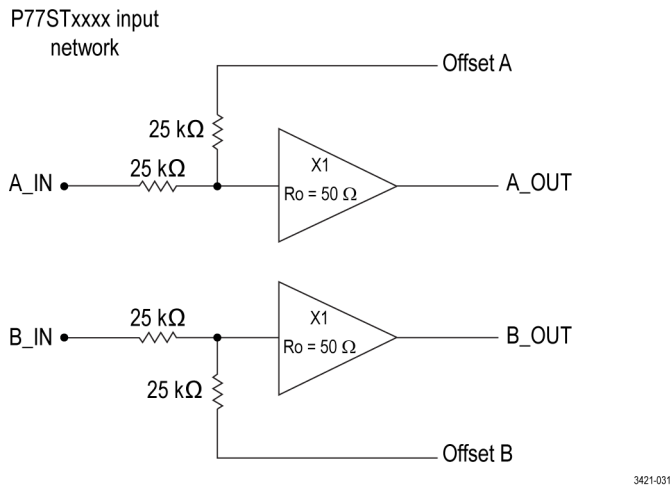 P77STxxxx input
network
Offset A
25 kΩ
25 kΩ
A_IN
X1
Ro = 50 Ω
A_OUT
25 kΩ
B_IN
X1
Ro = 50 Ω
B_OUT
25 kΩ
Offset B
3421-031